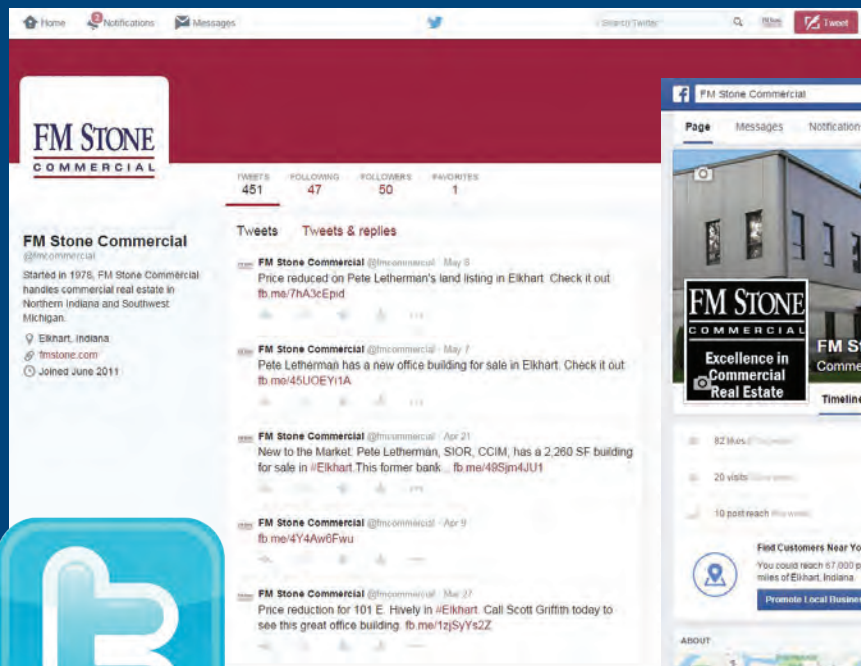 Home
2
Notifications
Messages
Search Twitter
Tweet
FM STONE
COMMERCIAL
TWEETS FOLLOWING FOLLOWERS FAVORITES
451 47 50 1
FM Stone Commercial
@fmcommercial
Started in 1978, FM Stone Commercial
handles commercial real estate in
Northern Indiana and Southwest
Michigan.
Elkhart, Indiana
fmstone.com
Joined June 2011
Tweets Tweets & replies
FM Stone Commercial @fmcommercial · May 8
Price reduced on Pete Letherman's land listing in Elkhart. Check it out
fb.me/7hA3cEpid
FM Stone Commercial @fmcommercial · May 7
Pete Letherman has a new office building for sale in Elkhart. Check it out
fb.me/45UOEYi1A
FM Stone Commercial @fmcommercial · Apr 21
New to the Market: Pete Letherman, SIOR, CCIM, has a 2,260 SF building
for sale in #Elkhart.This former bank... fb.me/49Sjm4JU1
FM Stone Commercial @fmcommercial · Apr 9
fb.me/4Y4Aw6Fwu
FM Stone Commercial @fmcommercial · Mar 27
Price reduction for 101 E. Hively in #Elkhart. Call Scott Griffith today to
see this great office building. fb.me/1zjSyYs2Z
FM Stone Commercial
Page Messages Notification
FM STONE
COMMERCIAL
Excellence in
Commercial
Real Estate
FM St
Comme
Timeline
82 likes
20 visits
10 post reach
Find Customers Near Yo
You could reach 67,000 p
miles of Elkhart, Indiana.
Promote Local Busines
ABOUT